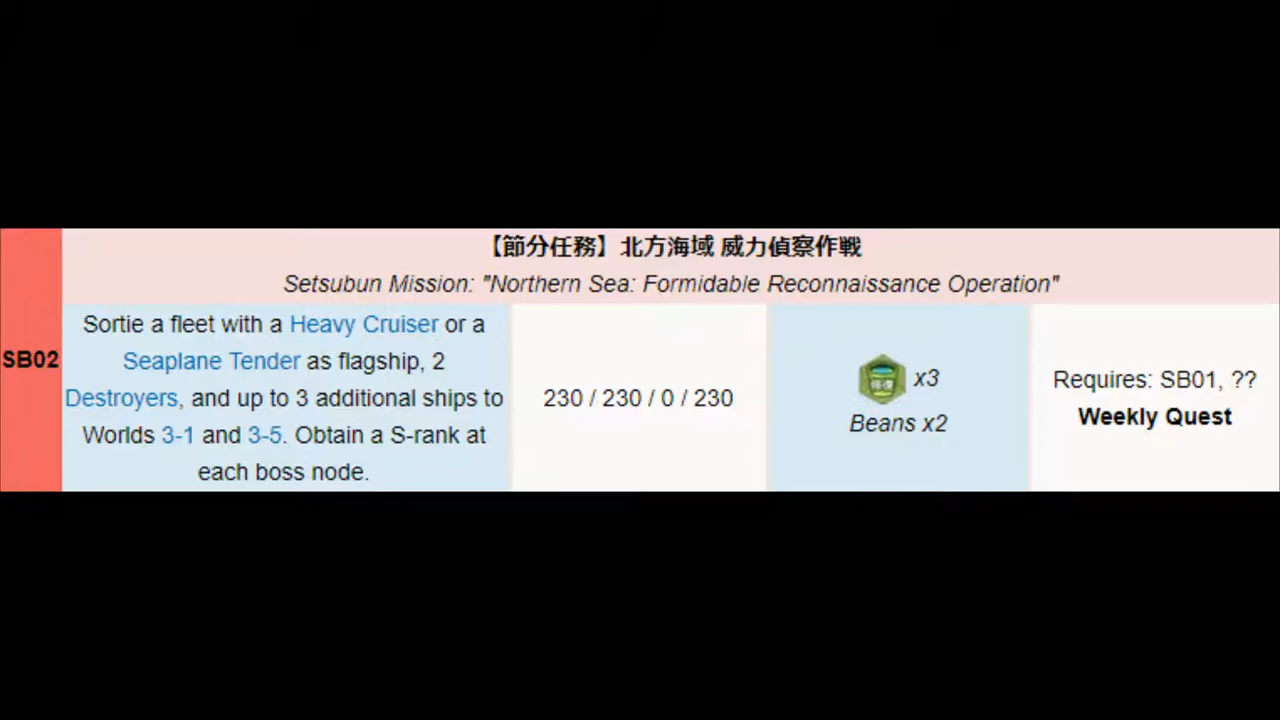 【節分任務】北方海域 威力偵察作戦
Setsubun Mission: "Northern Sea: Formidable Reconnaissance Operation"
SB02
Sortie a fleet with a Heavy Cruiser or a
Seaplane Tender as flagship, 2
Destroyers, and up to 3 additional ships to
Worlds 3-1 and 3-5. Obtain a S-rank at
each boss node.
230 / 230 / 0 / 230
x3
Beans x2
Requires: SB01, ??
Weekly Quest